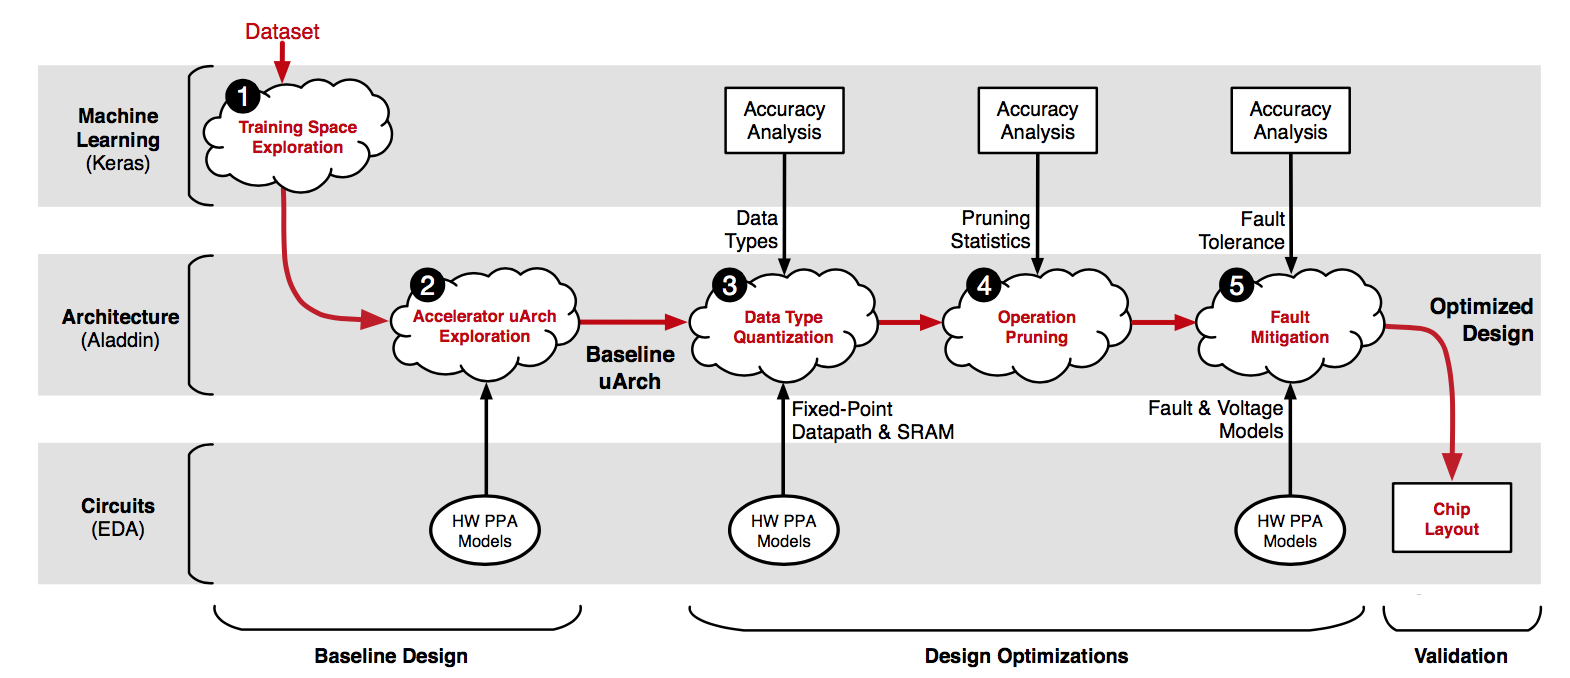 Dataset
Machine
Learning
(Keras)
1
Training Space
Exploration
Accuracy
Analysis
Accuracy
Analysis
Accuracy
Analysis
Data
Types
Pruning
Statistics
Fault
Tolerance
Architecture
(Aladdin)
2
Accelerator uArch
Exploration
Baseline
uArch
3
Data Type
Quantization
4
Operation
Pruning
5
Fault
Mitigation
Optimized
Design
Fixed-Point
Datapath & SRAM
Fault & Voltage
Models
Circuits
(EDA)
HW PPA
Models
HW PPA
Models
HW PPA
Models
Chip
Layout
Baseline Design
Design Optimizations
Validation